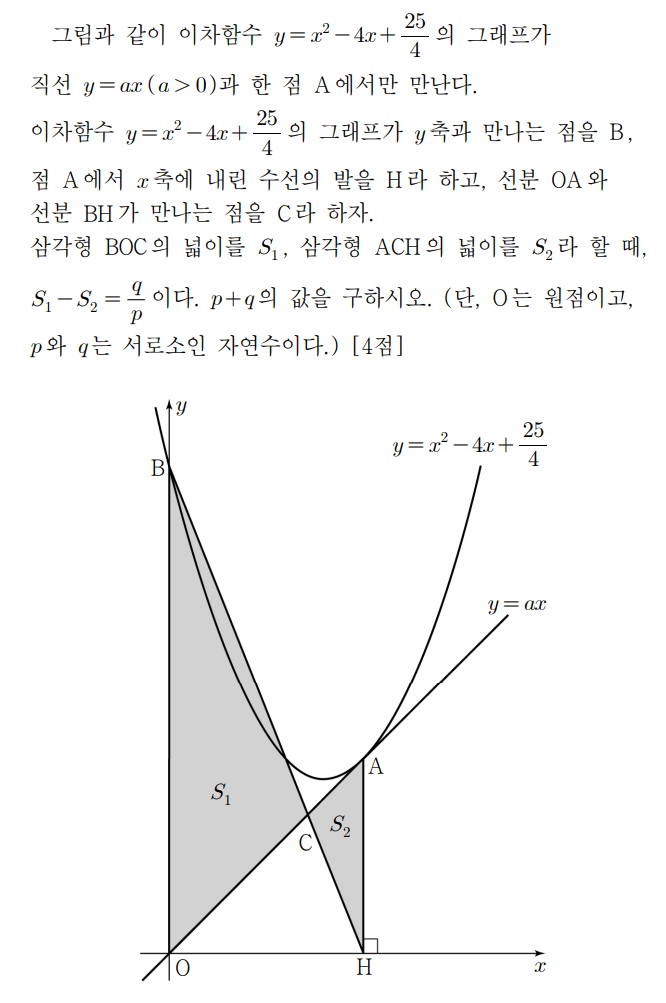 그림과 같이 이차함수 y=x²-4x+25/4 의 그래프가
직선 y=ax(a>0)과 한 점 A에서만 만난다.
이차함수 y=x²-4x+25/4 의 그래프가 y축과 만나는 점을 B,
점 A에서 x축에 내린 수선의 발을 H라 하고, 선분 OA와
선분 BH가 만나는 점을 C라 하자.
삼각형 BOC의 넓이를 S₁, 삼각형 ACH의 넓이를 S₂라 할 때,
S₁-S₂=q/p 이다. p+q의 값을 구하시오. (단, O는 원점이고,
p와 q는 서로소인 자연수이다.) [4점]
y
y=x²-4x+25/4
B
y=ax
A
S₁
S₂
C
O
H
x